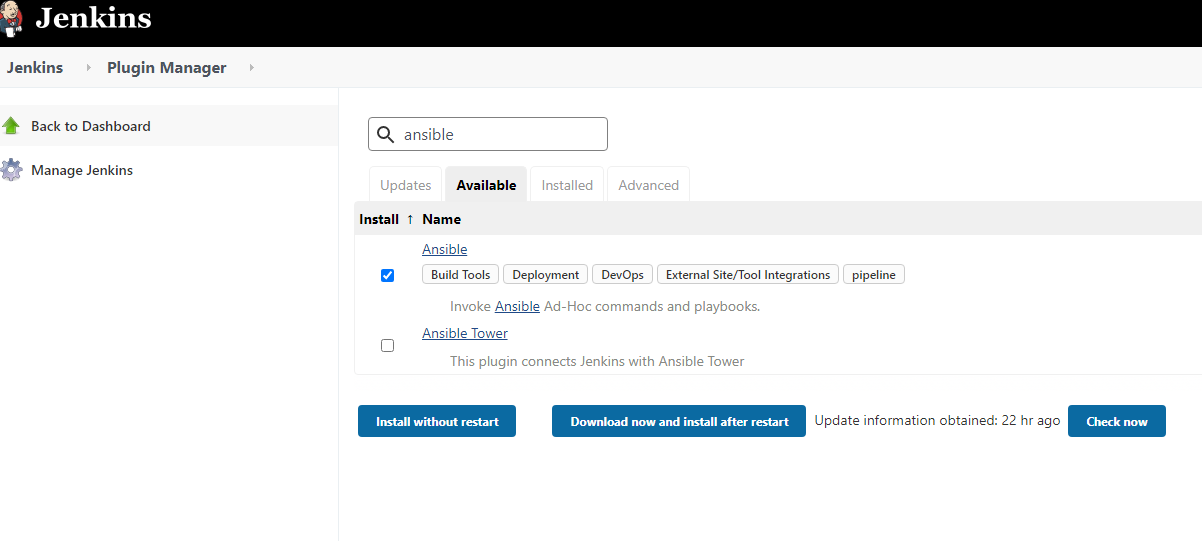 Jenkins
Jenkins Plugin Manager
Back to Dashboard
Manage Jenkins
ansible
Updates Available Installed Advanced
Install ↑ Name
Ansible
Build Tools Deployment DevOps External Site/Tool Integrations pipeline
Invoke Ansible Ad-Hoc commands and playbooks.
Ansible Tower
This plugin connects Jenkins with Ansible Tower
Install without restart Download now and install after restart Update information obtained: 22 hr ago Check now